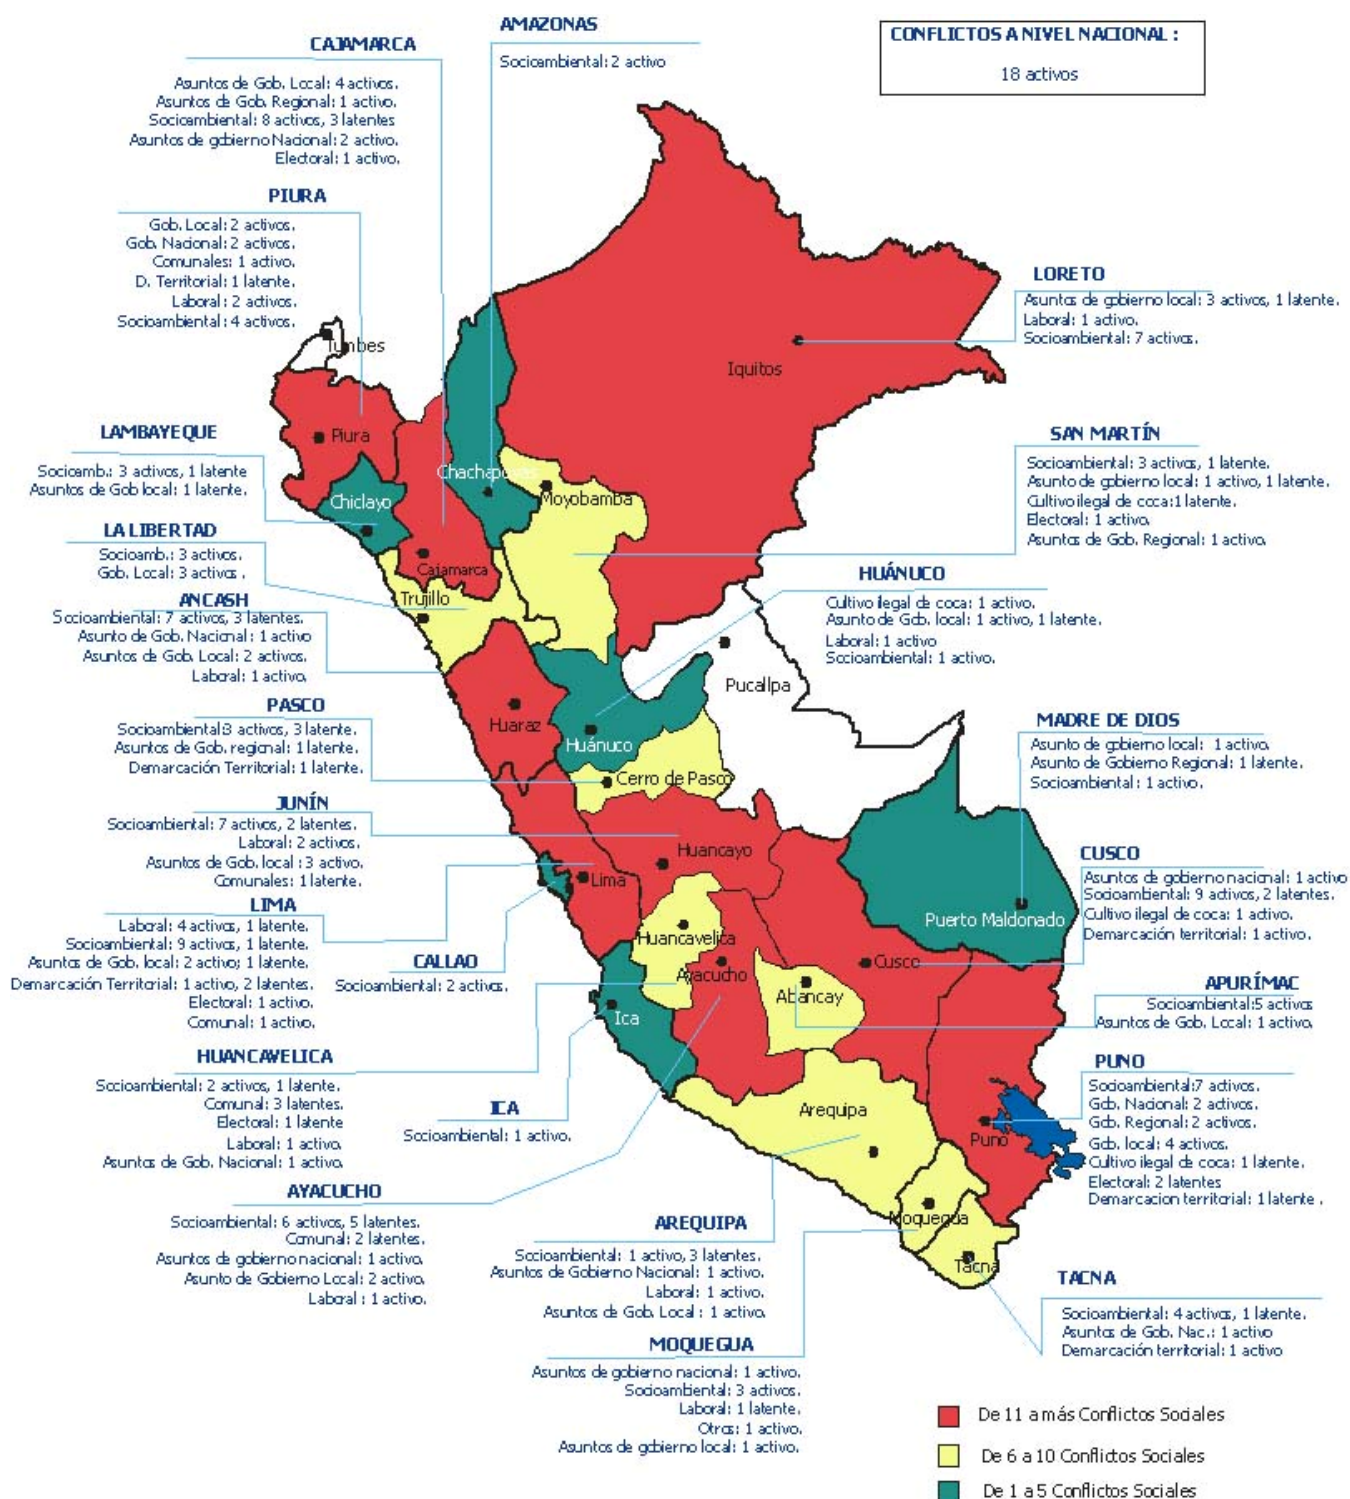 AMAZONAS
Socioambiental: 2 activo
CONFLICTOS A NIVEL NACIONAL :
18 activos
CAJAMARCA
Asuntos de Gob. Local: 4 activos.
Asuntos de Gob. Regional: 1 activo.
Socioambiental: 8 activos, 3 latentes
Asuntos de gobierno Nacional: 2 activo.
Electoral: 1 activo.
PIURA
Gob. Local: 2 activos.
Gob. Nacional: 2 activos.
Comunales: 1 activo.
D. Territorial: 1 latente.
Laboral: 2 activos.
Socioambiental: 4 activos.
LORETO
Asuntos de gobierno local: 3 activos, 1 latente.
Laboral: 1 activo.
Socioambiental: 7 activos.
LAMBAYEQUE
Socioamb.: 3 activos, 1 latente
Asuntos de Gob local: 1 latente.
LA LIBERTAD
Socioamb.: 3 activos.
Gob. Local: 3 activos .
ANCASH
Socioambiental: 7 activos, 3 latentes.
Asunto de Gob. Nacional: 1 activo
Asuntos de Gob. Local: 2 activos.
Laboral: 1 activo.
SAN MARTÍN
Socioambiental: 3 activos, 1 latente.
Asunto de gobierno local: 1 activo, 1 latente.
Cultivo ilegal de coca:1 latente.
Electoral: 1 activo.
Asuntos de Gob. Regional: 1 activo.
HUÁNUCO
Cultivo ilegal de coca: 1 activo.
Asunto de Gob. local: 1 activo, 1 latente.
Laboral: 1 activo
Socioambiental: 1 activo.
PASCO
Socioambiental:3 activos, 3 latente.
Asuntos de Gob. regional: 1 latente.
Demarcación Territorial: 1 latente.
MADRE DE DIOS
Asunto de gobierno local: 1 activo.
Asunto de Gobierno Regional: 1 latente.
Socioambiental: 1 activo.
JUNÍN
Socioambiental: 7 activos, 2 latentes.
Laboral: 2 activos.
Asuntos de Gob. local : 3 activo.
Comunales: 1 latente.
CUSCO
Asuntos de gobierno nacional: 1 activo
Socioambiental: 9 activos, 2 latentes.
Cultivo ilegal de coca: 1 activo.
Demarcación territorial: 1 activo.
LIMA
Laboral: 4 activos, 1 latente.
Socioambiental: 9 activos, 1 latente.
Asuntos de Gob. local: 2 activo; 1 latente.
Demarcación Territorial: 1 activo, 2 latentes.
Electoral: 1 activo.
Comunal: 1 activo.
CALLAO
Socioambiental: 2 activos.
APURÍMAC
Socioambiental:5 activos
Asuntos de Gob. Local: 1 activo.
HUANCAVELICA
Socioambiental: 2 activos, 1 latente.
Comunal: 3 latentes.
Electoral: 1 latente
Laboral: 1 activo.
Asuntos de Gob. Nacional: 1 activo.
ICA
Socioambiental: 1 activo.
PUNO
Socioambiental:7 activos.
Gob. Nacional: 2 activos.
Gob. Regional: 2 activos.
Gob. local: 4 activos.
Cultivo ilegal de coca: 1 latente.
Electoral: 2 latentes
Demarcacion territorial: 1 latente .
AYACUCHO
Socioambiental: 6 activos, 5 latentes.
Comunal: 2 latentes.
Asuntos de gobierno nacional: 1 activo.
Asunto de Gobierno Local: 2 activo.
Laboral : 1 activo.
AREQUIPA
Socioambiental: 1 activo, 3 latentes.
Asuntos de Gobierno Nacional: 1 activo.
Laboral: 1 activo.
Asuntos de Gob. Local : 1 activo.
MOQUEGUA
Asuntos de gobierno nacional: 1 activo.
Socioambiental: 3 activos.
Laboral: 1 latente.
Otros: 1 activo.
Asuntos de gobierno local: 1 activo.
TACNA
Socioambiental: 4 activos, 1 latente.
Asuntos de Gob. Nac.: 1 activo
Demarcación territorial: 1 activo
Tumbes
Iquitos
Piura
Chachapoyas
Moyobamba
Chiclayo
Cajamarca
Trujillo
Pucallpa
Huaraz
Huánuco
Cerro de Pasco
Huancayo
Lima
Puerto Maldonado
Huancavelica
Ayacucho
Cusco
Abancay
Ica
Arequipa
Puno
Moquegua
Tacna
De 11 a más Conflictos Sociales
De 6 a 10 Conflictos Sociales
De 1 a 5 Conflictos Sociales